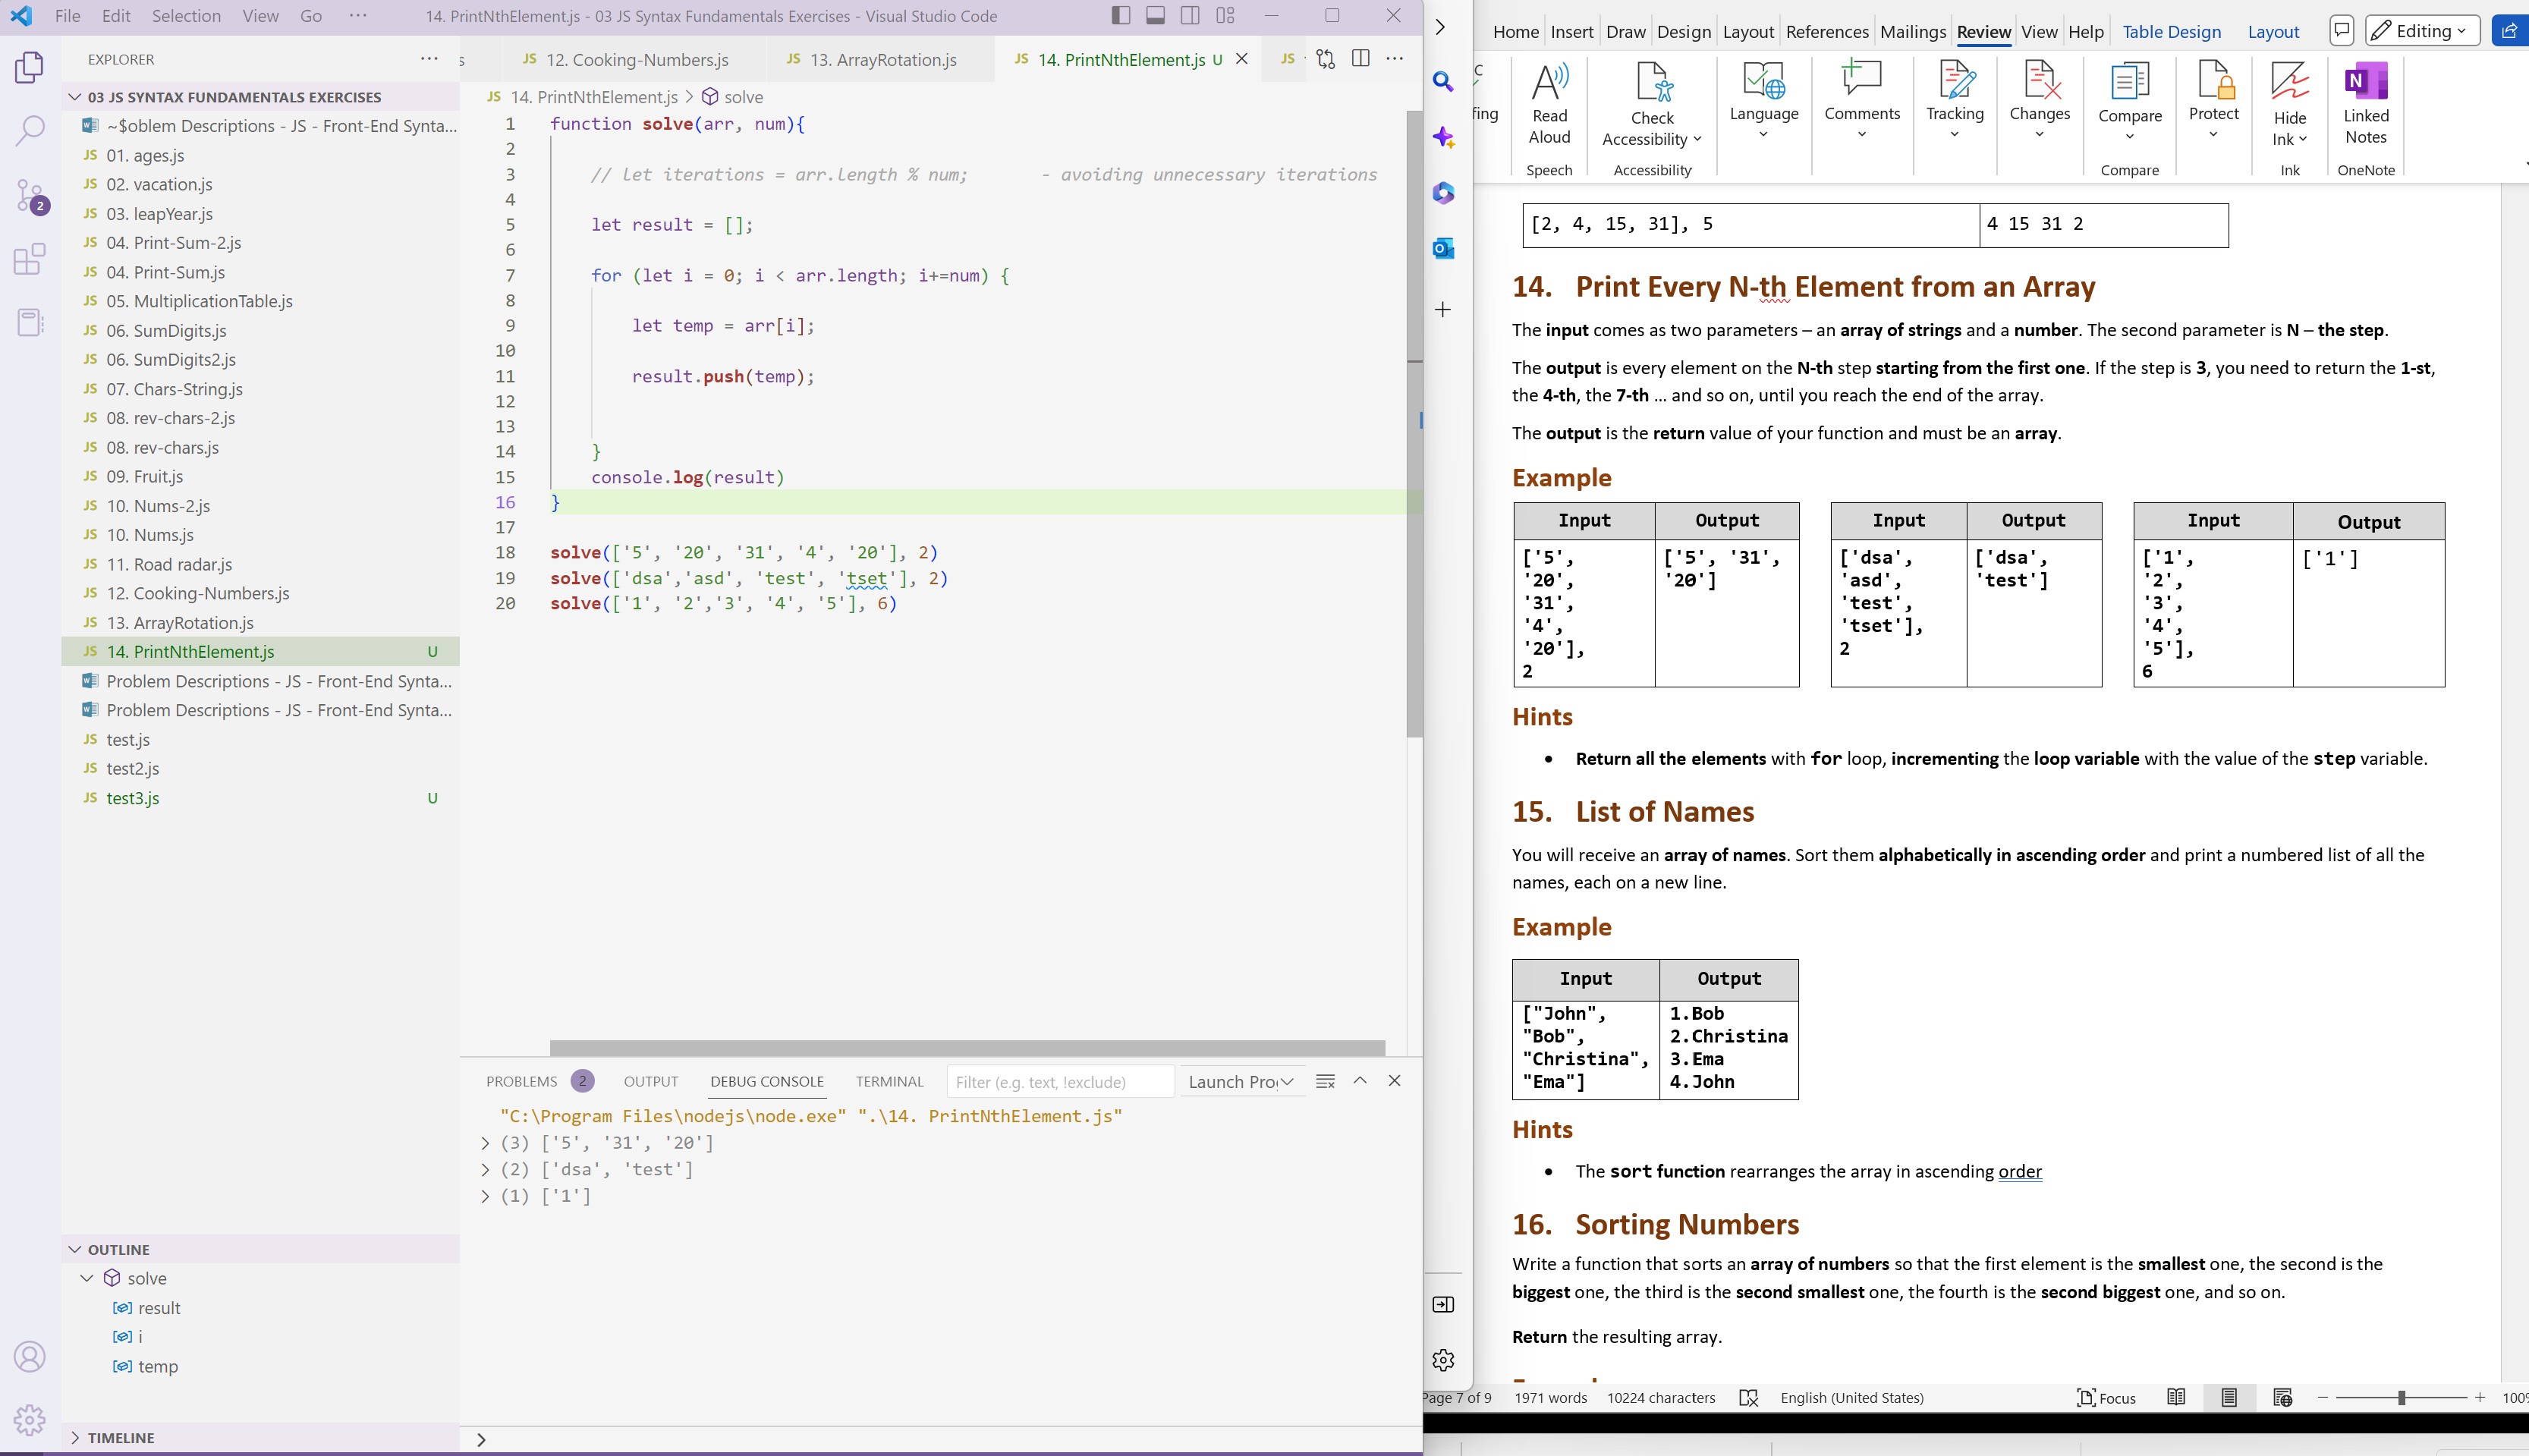 File Edit Selection View Go ··· 14. PrintNthElement.js - 03 JS Syntax Fundamentals Exercises - Visual Studio Code
EXPLORER ···
03 JS SYNTAX FUNDAMENTALS EXERCISES
~$oblem Descriptions - JS - Front-End Synta...
JS 01. ages.js
JS 02. vacation.js
JS 03. leapYear.js
JS 04. Print-Sum-2.js
JS 04. Print-Sum.js
JS 05. MultiplicationTable.js
JS 06. SumDigits.js
JS 06. SumDigits2.js
JS 07. Chars-String.js
JS 08. rev-chars-2.js
JS 08. rev-chars.js
JS 09. Fruit.js
JS 10. Nums-2.js
JS 10. Nums.js
JS 11. Road radar.js
JS 12. Cooking-Numbers.js
JS 13. ArrayRotation.js
JS 14. PrintNthElement.js U
Problem Descriptions - JS - Front-End Synta...
Problem Descriptions - JS - Front-End Synta...
JS test.js
JS test2.js
JS test3.js U
2
OUTLINE
solve
result
i
temp
TIMELINE
s JS 12. Cooking-Numbers.js JS 13. ArrayRotation.js JS 14. PrintNthElement.js U JS ···
JS 14. PrintNthElement.js > solve
1 function solve(arr, num){
2
3 // let iterations = arr.length % num; - avoiding unnecessary iterations
4
5 let result = [];
6
7 for (let i = 0; i < arr.length; i+=num) {
8
9 let temp = arr[i];
10
11 result.push(temp);
12
13
14 }
15 console.log(result)
16 }
17
18 solve(['5', '20', '31', '4', '20'], 2)
19 solve(['dsa','asd', 'test', 'tset'], 2)
20 solve(['1', '2','3', '4', '5'], 6)
PROBLEMS 2 OUTPUT DEBUG CONSOLE TERMINAL Filter (e.g. text, !exclude) Launch Pro
"C:\Program Files\nodejs\node.exe" ".\14. PrintNthElement.js"
> (3) ['5', '31', '20']
> (2) ['dsa', 'test']
> (1) ['1']
>
Home Insert Draw Design Layout References Mailings Review View Help Table Design Layout Editing
Read Aloud
Check Accessibility
Language
Comments
Tracking
Changes
Compare
Protect
Hide Ink
N
Linked Notes
Speech Accessibility Compare Ink OneNote
[2, 4, 15, 31], 5 4 15 31 2
14. Print Every N-th Element from an Array
The input comes as two parameters – an array of strings and a number. The second parameter is N – the step.
The output is every element on the N-th step starting from the first one. If the step is 3, you need to return the 1-st,
the 4-th, the 7-th … and so on, until you reach the end of the array.
The output is the return value of your function and must be an array.
Example
Input Output
['5',
'20',
'31',
'4',
'20'],
2
['5', '31',
'20']
Input Output
['dsa',
'asd',
'test',
'tset'],
2
['dsa',
'test']
Input Output
['1',
'2',
'3',
'4',
'5'],
6
['1']
Hints
• Return all the elements with for loop, incrementing the loop variable with the value of the step variable.
15. List of Names
You will receive an array of names. Sort them alphabetically in ascending order and print a numbered list of all the
names, each on a new line.
Example
Input Output
["John",
"Bob",
"Christina",
"Ema"]
1.Bob
2.Christina
3.Ema
4.John
Hints
• The sort function rearranges the array in ascending order
16. Sorting Numbers
Write a function that sorts an array of numbers so that the first element is the smallest one, the second is the
biggest one, the third is the second smallest one, the fourth is the second biggest one, and so on.
Return the resulting array.
Page 7 of 9 1971 words 10224 characters English (United States) Focus 100%